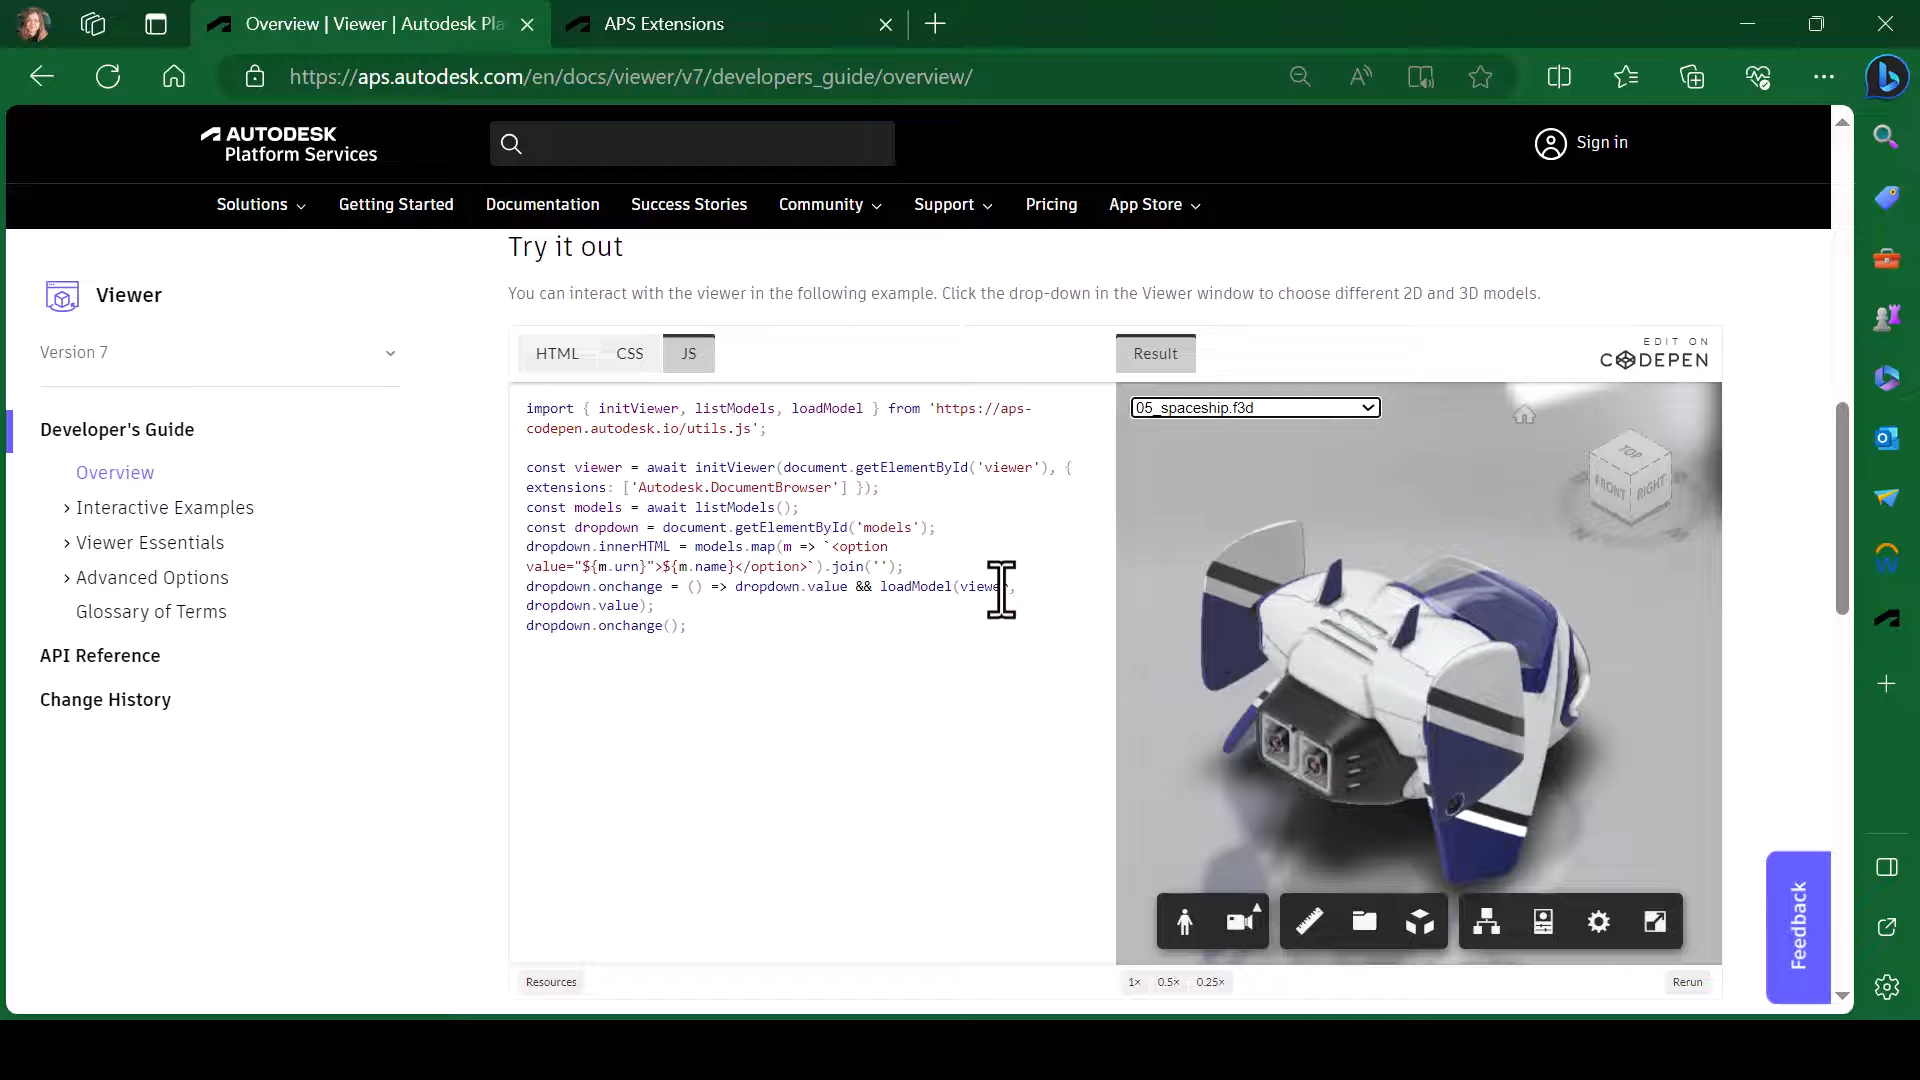 Overview | Viewer | Autodesk Pla
APS Extensions
https://aps.autodesk.com/en/docs/viewer/v7/developers_guide/overview/
AUTODESK
Platform Services
Sign in
Solutions
Getting Started
Documentation
Success Stories
Community
Support
Pricing
App Store
Try it out
You can interact with the viewer in the following example. Click the drop-down in the Viewer window to choose different 2D and 3D models.
Viewer
Version 7
Developer's Guide
Overview
Interactive Examples
Viewer Essentials
Advanced Options
Glossary of Terms
API Reference
Change History
HTML
CSS
JS
import { initViewer, listModels, loadModel } from 'https://aps-
codepen.autodesk.io/utils.js';
const viewer = await initViewer(document.getElementById('viewer'), {
extensions: ['Autodesk.DocumentBrowser'] });
const models = await listModels();
const dropdown = document.getElementById('models');
dropdown.innerHTML = models.map(m => `<option
value="${m.urn}">${m.name}</option>`).join('');
dropdown.onchange = () => dropdown.value && loadModel(viewer,
dropdown.value);
dropdown.onchange();
Result
EDIT ON
CODEPEN
05_spaceship.f3d
TOP
FRONT
RIGHT
Resources
1×
0.5×
0.25×
Rerun
Feedback